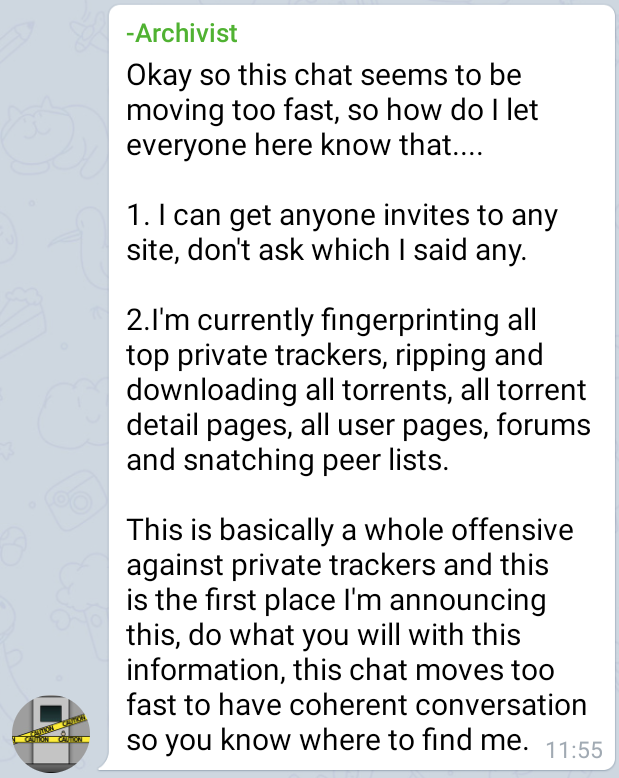 -Archivist
Okay so this chat seems to be
moving too fast, so how do I let
everyone here know that....
1. I can get anyone invites to any
site, don't ask which I said any.
2.I'm currently fingerprinting all
top private trackers, ripping and
downloading all torrents, all torrent
detail pages, all user pages, forums
and snatching peer lists.
This is basically a whole offensive
against private trackers and this
is the first place I'm announcing
this, do what you will with this
information, this chat moves too
fast to have coherent conversation
so you know where to find me.
11:55
CAUTION CAUTION
CAUTION CAUTION